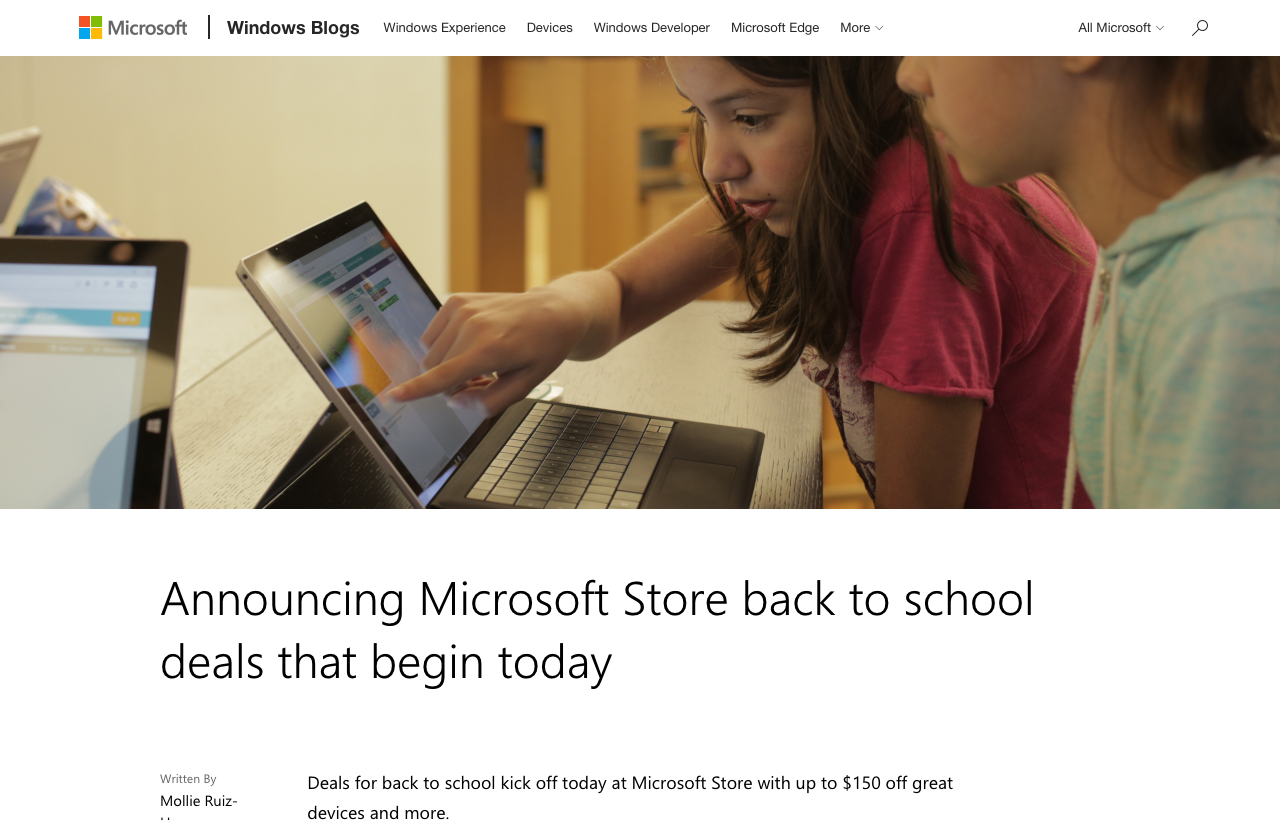 Microsoft
Windows Blogs
Windows Experience
Devices
Windows Developer
Microsoft Edge
More
All Microsoft
Announcing Microsoft Store back to school
deals that begin today
Written By
Mollie Ruiz-
Deals for back to school kick off today at Microsoft Store with up to $150 off great
devices and more.